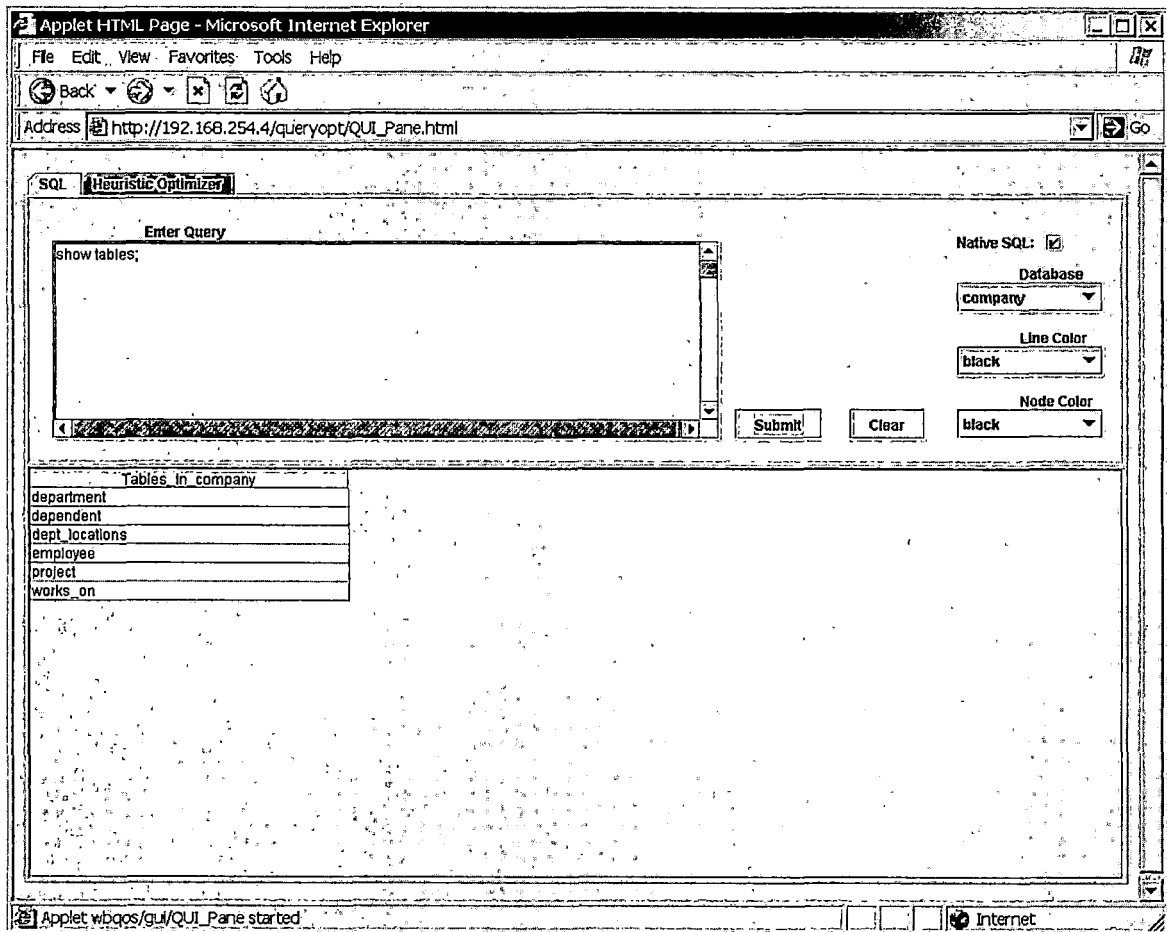 Applet HTML Page - Microsoft Internet Explorer
File Edit View Favorites Tools Help
Back
Address http://192.168.254.4/queryopt/QUI_Pane.html Go
SQL Heuristic Optimizer
Enter Query
show tables;
Native SQL:
Database
company
Line Color
black
Node Color
Submit Clear black
Tables_in_company
department
dependent
dept_locations
employee
project
works_on
Applet wbqos/gui/QUI_Pane started Internet